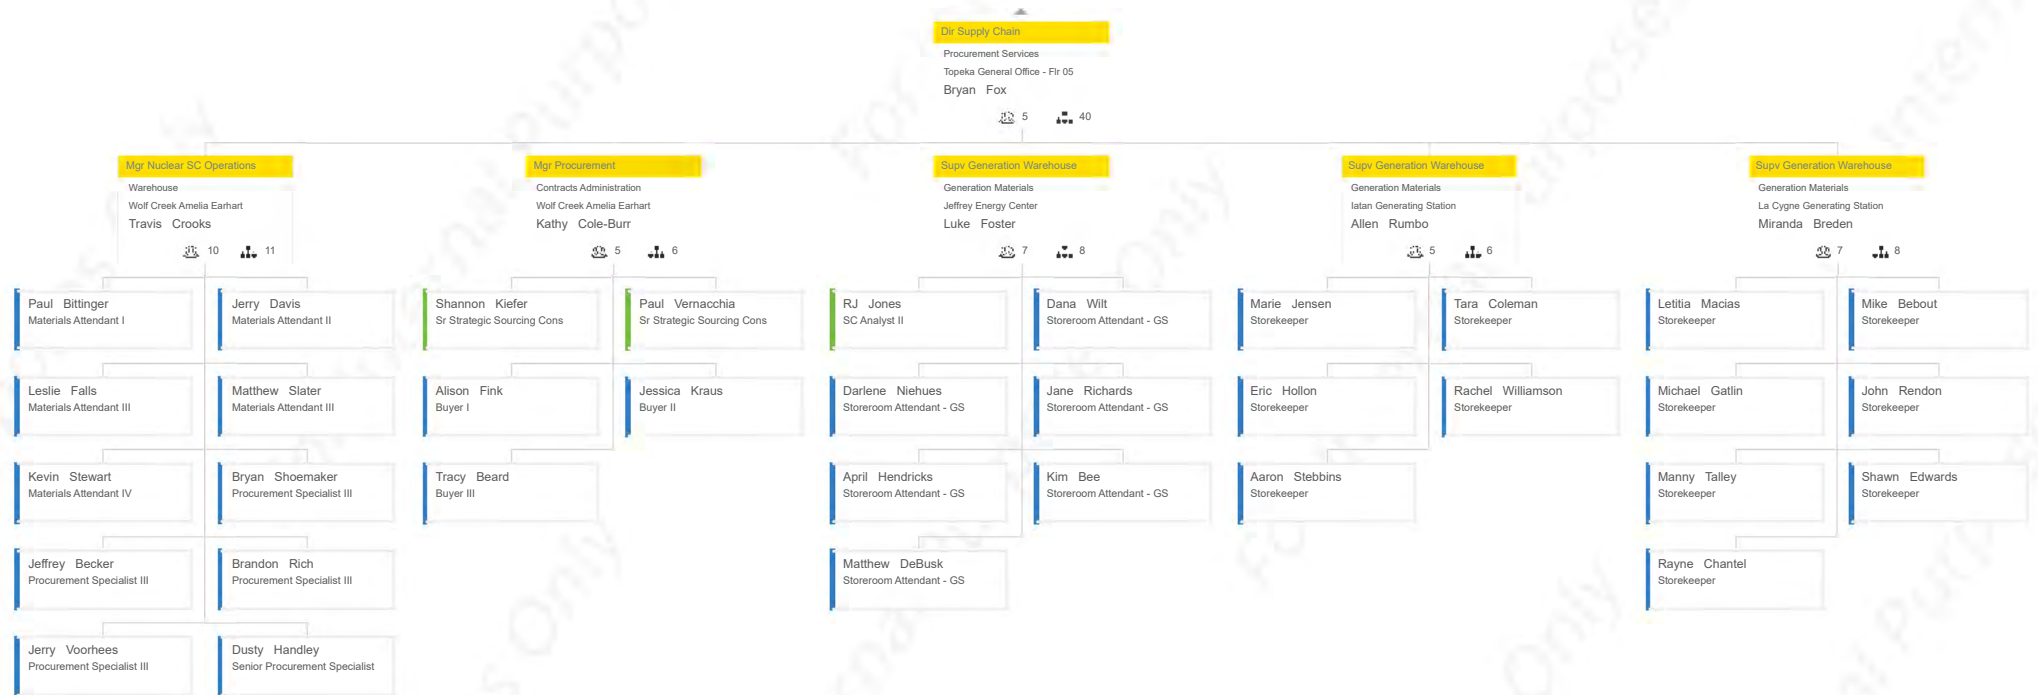 Dir Supply Chain
Procurement Services
Topeka General Office - Flr 05
Bryan Fox
5 40
Mgr Nuclear SC Operations
Warehouse
Wolf Creek Amelia Earhart
Travis Crooks
10 11
Mgr Procurement
Contracts Administration
Wolf Creek Amelia Earhart
Kathy Cole-Burr
5 6
Supv Generation Warehouse
Generation Materials
Jeffrey Energy Center
Luke Foster
7 8
Supv Generation Warehouse
Generation Materials
Iatan Generating Station
Allen Rumbo
5 6
Supv Generation Warehouse
Generation Materials
La Cygne Generating Station
Miranda Breden
7 8
Paul Bittinger
Materials Attendant I
Jerry Davis
Materials Attendant II
Leslie Falls
Materials Attendant III
Matthew Slater
Materials Attendant III
Kevin Stewart
Materials Attendant IV
Bryan Shoemaker
Procurement Specialist III
Jeffrey Becker
Procurement Specialist III
Brandon Rich
Procurement Specialist III
Jerry Voorhees
Procurement Specialist III
Dusty Handley
Senior Procurement Specialist
Shannon Kiefer
Sr Strategic Sourcing Cons
Paul Vernacchia
Sr Strategic Sourcing Cons
Alison Fink
Buyer I
Jessica Kraus
Buyer II
Tracy Beard
Buyer III
RJ Jones
SC Analyst II
Dana Wilt
Storeroom Attendant - GS
Darlene Niehues
Storeroom Attendant - GS
Jane Richards
Storeroom Attendant - GS
April Hendricks
Storeroom Attendant - GS
Kim Bee
Storeroom Attendant - GS
Matthew DeBusk
Storeroom Attendant - GS
Marie Jensen
Storekeeper
Tara Coleman
Storekeeper
Eric Hollon
Storekeeper
Rachel Williamson
Storekeeper
Aaron Stebbins
Storekeeper
Letitia Macias
Storekeeper
Mike Bebout
Storekeeper
Michael Gatlin
Storekeeper
John Rendon
Storekeeper
Manny Talley
Storekeeper
Shawn Edwards
Storekeeper
Rayne Chantel
Storekeeper